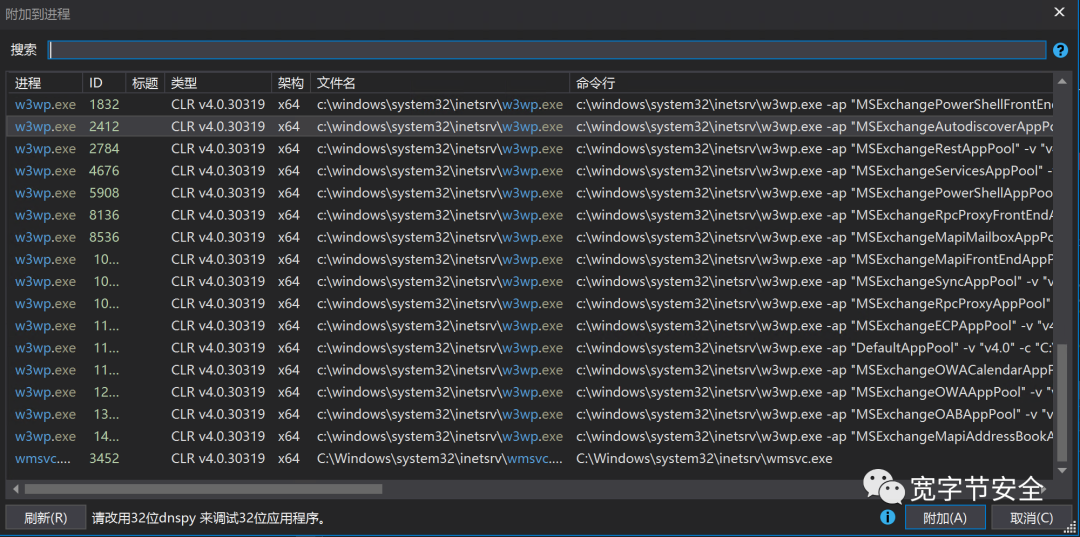 附加到进程
搜索
进程 ID 标题 类型 架构 文件名 命令行
w3wp.exe 1832 CLR v4.0.30319 x64 c:\windows\system32\inetsrv\w3wp.exe c:\windows\system32\inetsrv\w3wp.exe -ap "MSExchangePowerShellFrontEn
w3wp.exe 2412 CLR v4.0.30319 x64 c:\windows\system32\inetsrv\w3wp.exe c:\windows\system32\inetsrv\w3wp.exe -ap "MSExchangeAutodiscoverAppPo
w3wp.exe 2784 CLR v4.0.30319 x64 c:\windows\system32\inetsrv\w3wp.exe c:\windows\system32\inetsrv\w3wp.exe -ap "MSExchangeRestAppPool" -v "v
w3wp.exe 4676 CLR v4.0.30319 x64 c:\windows\system32\inetsrv\w3wp.exe c:\windows\system32\inetsrv\w3wp.exe -ap "MSExchangeServicesAppPool" -
w3wp.exe 5908 CLR v4.0.30319 x64 c:\windows\system32\inetsrv\w3wp.exe c:\windows\system32\inetsrv\w3wp.exe -ap "MSExchangePowerShellAppPoo
w3wp.exe 8136 CLR v4.0.30319 x64 c:\windows\system32\inetsrv\w3wp.exe c:\windows\system32\inetsrv\w3wp.exe -ap "MSExchangeRpcProxyFrontEndA
w3wp.exe 8536 CLR v4.0.30319 x64 c:\windows\system32\inetsrv\w3wp.exe c:\windows\system32\inetsrv\w3wp.exe -ap "MSExchangeMapiMailboxAppPo
w3wp.exe 10... CLR v4.0.30319 x64 c:\windows\system32\inetsrv\w3wp.exe c:\windows\system32\inetsrv\w3wp.exe -ap "MSExchangeMapiFrontEndAppP
w3wp.exe 10... CLR v4.0.30319 x64 c:\windows\system32\inetsrv\w3wp.exe c:\windows\system32\inetsrv\w3wp.exe -ap "MSExchangeSyncAppPool" -v "v
w3wp.exe 10... CLR v4.0.30319 x64 c:\windows\system32\inetsrv\w3wp.exe c:\windows\system32\inetsrv\w3wp.exe -ap "MSExchangeRpcProxyAppPool"
w3wp.exe 11... CLR v4.0.30319 x64 c:\windows\system32\inetsrv\w3wp.exe c:\windows\system32\inetsrv\w3wp.exe -ap "MSExchangeECPAppPool" -v "v4
w3wp.exe 11... CLR v4.0.30319 x64 c:\windows\system32\inetsrv\w3wp.exe c:\windows\system32\inetsrv\w3wp.exe -ap "DefaultAppPool" -v "v4.0" -c "C:
w3wp.exe 11... CLR v4.0.30319 x64 c:\windows\system32\inetsrv\w3wp.exe c:\windows\system32\inetsrv\w3wp.exe -ap "MSExchangeOWACalendarAppP
w3wp.exe 12... CLR v4.0.30319 x64 c:\windows\system32\inetsrv\w3wp.exe c:\windows\system32\inetsrv\w3wp.exe -ap "MSExchangeOWAAppPool" -v "v
w3wp.exe 13... CLR v4.0.30319 x64 c:\windows\system32\inetsrv\w3wp.exe c:\windows\system32\inetsrv\w3wp.exe -ap "MSExchangeOABAppPool" -v "v
w3wp.exe 14... CLR v4.0.30319 x64 c:\windows\system32\inetsrv\w3wp.exe c:\windows\system32\inetsrv\w3wp.exe -ap "MSExchangeMapiAddressBookA
wmsvc.... 3452 CLR v4.0.30319 x64 C:\Windows\system32\inetsrv\wmsvc.... C:\Windows\system32\inetsrv\wmsvc.exe
宽字节安全
刷新(R) 请改用32位dnspy 来调试32位应用程序。 附加(A) 取消(C)